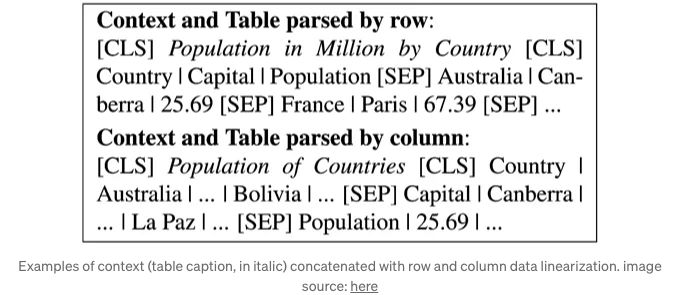 Context and Table parsed by row:
[CLS] Population in Million by Country [CLS]
Country | Capital | Population [SEP] Australia | Can-
berra | 25.69 [SEP] France | Paris | 67.39 [SEP] ...
Context and Table parsed by column:
[CLS] Population of Countries [CLS] Country |
Australia | ... | Bolivia | ... [SEP] Capital | Canberra |
... | La Paz | ... [SEP] Population | 25.69 | ...
Examples of context (table caption, in italic) concatenated with row and column data linearization. image
source: here